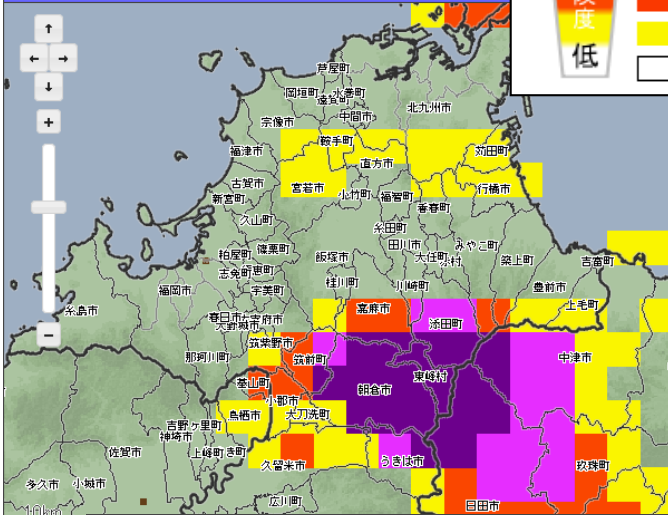 険
度
低
芦屋町
岡垣町
水巻町
遠賀町
北九州市
中間市
宗像市
鞍手町
福津市
直方市
苅田町
古賀市
宮若市
小竹町
福智町
行橋市
新宮町
香春町
久山町
糸田町
篠栗町
田川市
みやこ町
粕屋町
飯塚市
大任町
赤村
築上町
吉富町
志免町
須恵町
福岡市
宇美町
桂川町
川崎町
豊前市
糸島市
嘉麻市
上毛町
春日市
太宰府市
大野城市
添田町
筑紫野市
那珂川町
筑前町
中津市
基山町
朝倉市
東峰村
小郡市
鳥栖市
大刀洗町
吉野ヶ里町
神埼市
佐賀市
上峰町
久留米市
うきは市
玖珠町
多久市
小城市
広川町
日田市
10km